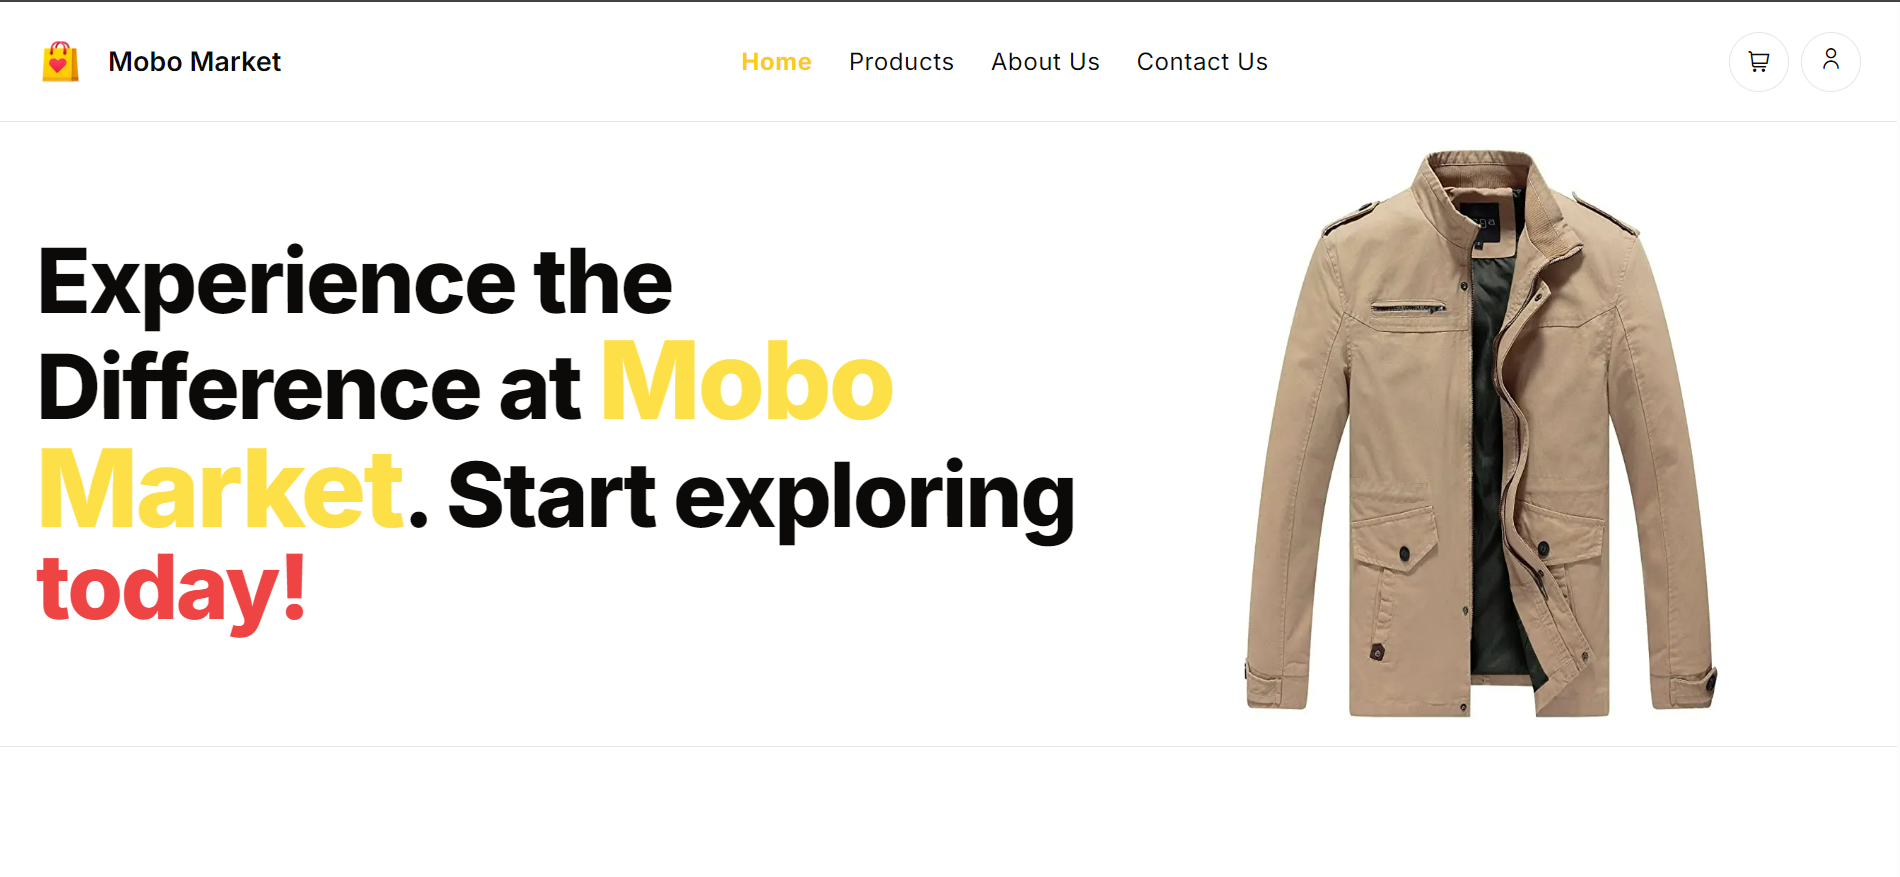 Mobo Market
Home Products About Us Contact Us
Experience the
Difference at Mobo
Market. Start exploring
today!